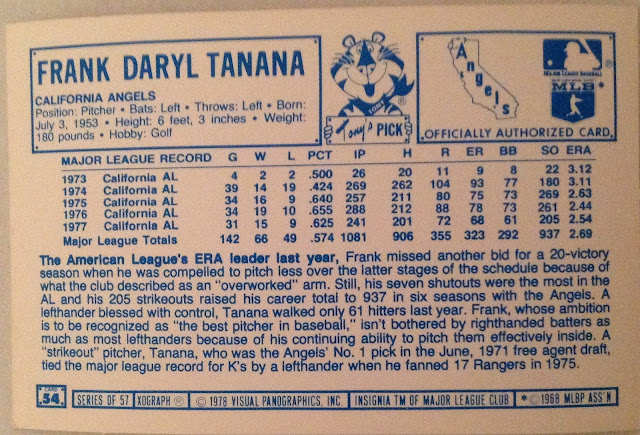 FRANK DARYL TANANA
CALIFORNIA ANGELS
Position: Pitcher • Bats: Left • Throws: Left • Born:
July 3, 1953 • Height: 6 feet, 3 inches • Weight:
180 pounds • Hobby: Golf
Tony's PICK
Angels
MAJOR LEAGUE BASEBALL
MLB
OFFICIALLY AUTHORIZED CARD
MAJOR LEAGUE RECORD G W L PCT IP H R ER BB SO ERA
1973 California AL 4 2 2 .500 26 20 11 9 8 22 3.12
1974 California AL 39 14 19 .424 269 262 104 93 77 180 3.11
1975 California AL 34 16 9 .640 257 211 80 75 73 269 2.63
1976 California AL 34 19 10 .655 288 212 88 78 73 261 2.44
1977 California AL 31 15 9 .625 241 201 72 68 61 205 2.54
Major League Totals 142 66 49 .574 1081 906 355 323 292 937 2.69
The American League's ERA leader last year, Frank missed another bid for a 20-victory
season when he was compelled to pitch less over the latter stages of the schedule because of
what the club described as an "overworked" arm. Still, his seven shutouts were the most in the
AL and his 205 strikeouts raised his career total to 937 in six seasons with the Angels. A
lefthander blessed with control, Tanana walked only 61 hitters last year. Frank, whose ambition
is to be recognized as "the best pitcher in baseball," isn't bothered by righthanded batters as
much as most lefthanders because of his continuing ability to pitch them effectively inside. A
"strikeout" pitcher, Tanana, who was the Angels' No. 1 pick in the June, 1971 free agent draft,
tied the major league record for K's by a lefthander when he fanned 17 Rangers in 1975.
CARD 54 SERIES OF 57 XOGRAPH ® © 1978 VISUAL PANOGRAPHICS, INC. INSIGNIA TM OF MAJOR LEAGUE CLUB * © 1968 MLBP ASS'N